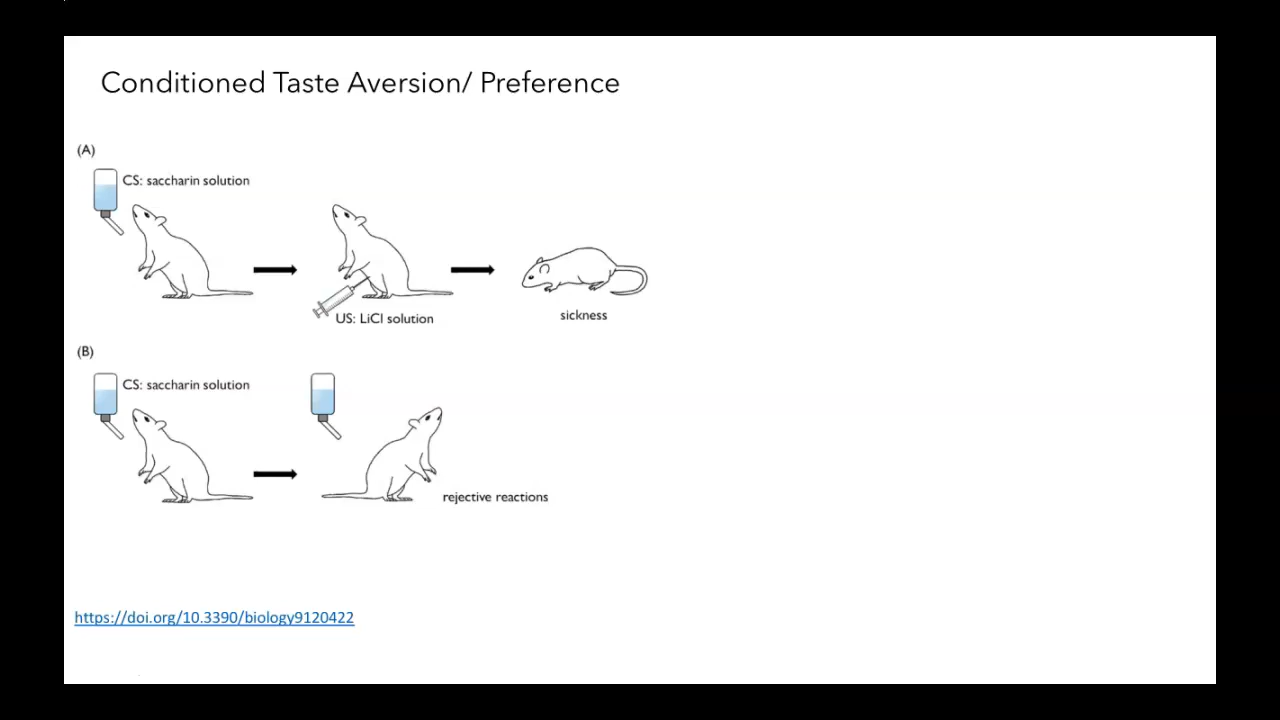 Conditioned Taste Aversion/ Preference
(A)
CS: saccharin solution
US: LiCl solution
sickness
(B)
CS: saccharin solution
rejective reactions
https://doi.org/10.3390/biology9120422